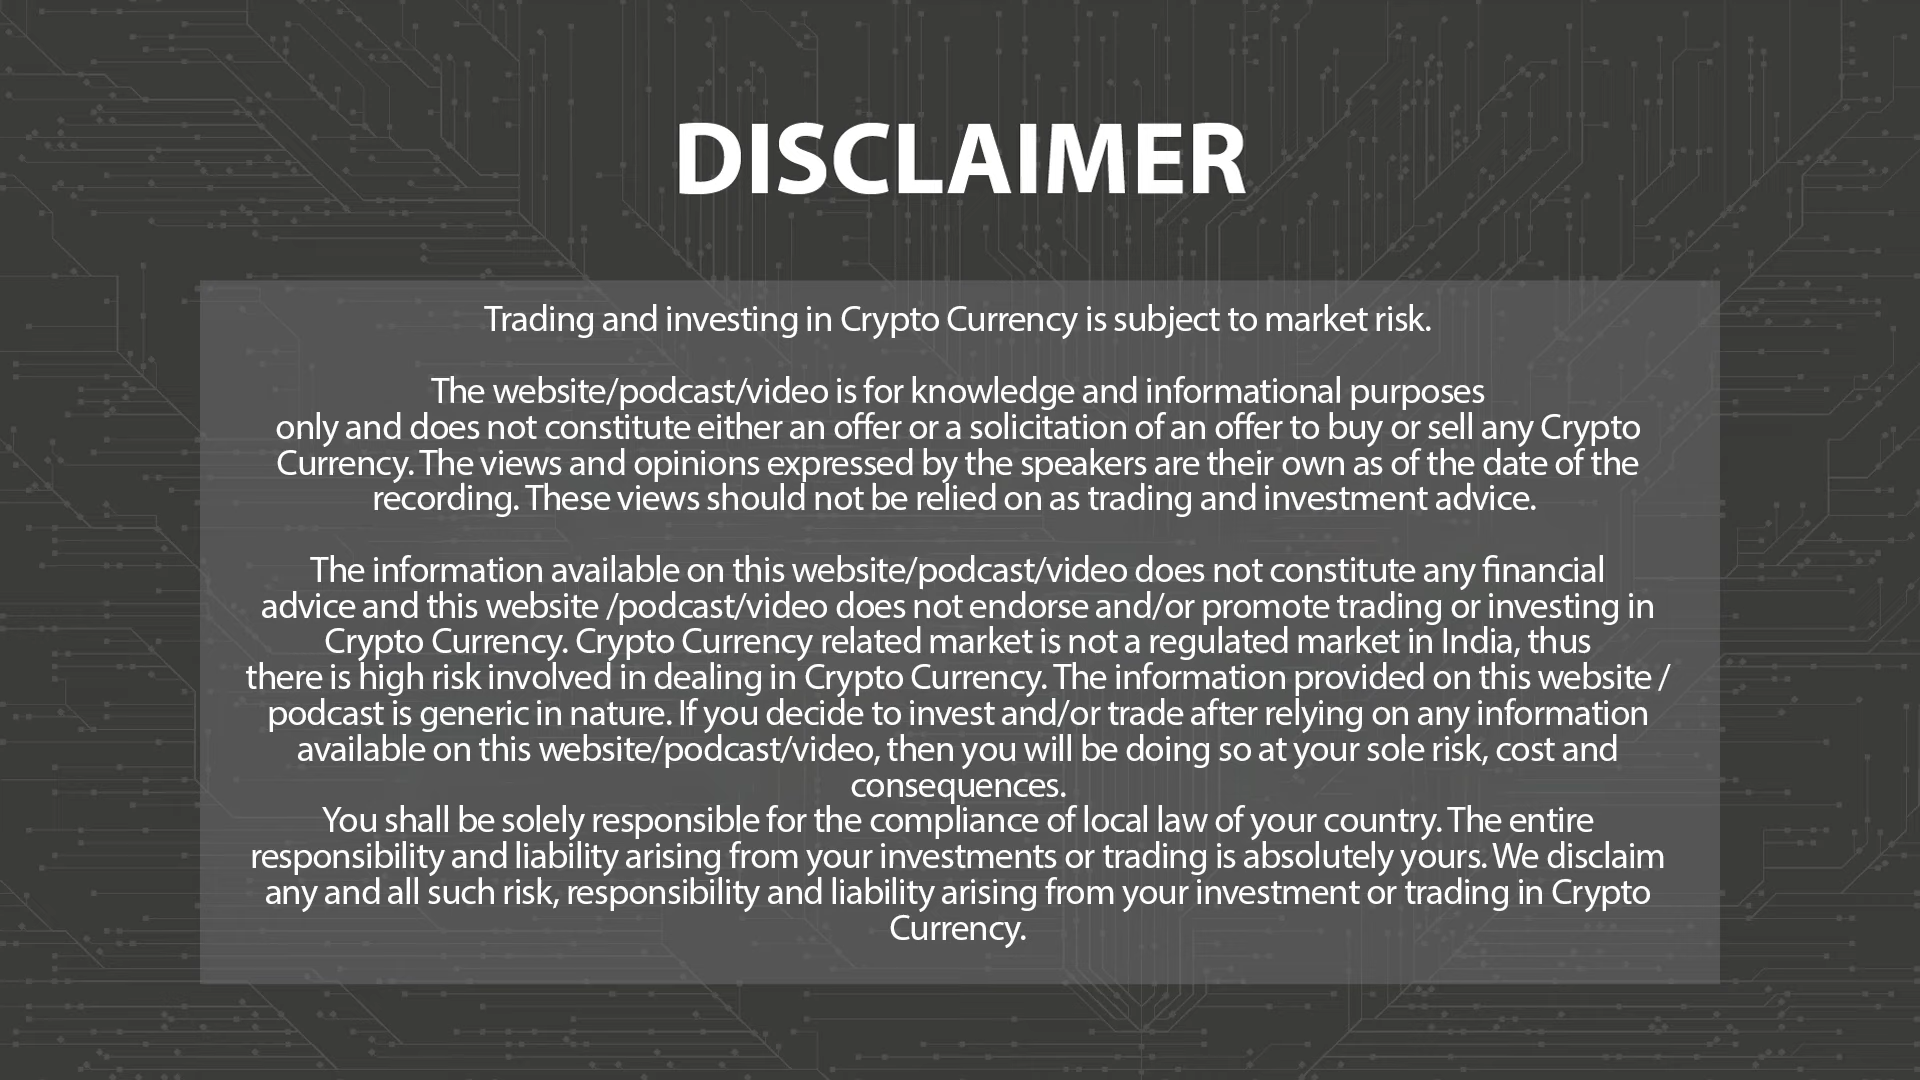 DISCLAIMER
Trading and investing in Crypto Currency is subject to market risk.
The website/podcast/video is for knowledge and informational purposes
only and does not constitute either an offer or a solicitation of an offer to buy or sell any Crypto
Currency. The views and opinions expressed by the speakers are their own as of the date of the
recording. These views should not be relied on as trading and investment advice.
The information available on this website/podcast/video does not constitute any financial
advice and this website /podcast/video does not endorse and/or promote trading or investing in
Crypto Currency. Crypto Currency related market is not a regulated market in India, thus
there is high risk involved in dealing in Crypto Currency. The information provided on this website /
podcast is generic in nature. If you decide to invest and/or trade after relying on any information
available on this website/podcast/video, then you will be doing so at your sole risk, cost and
consequences.
You shall be solely responsible for the compliance of local law of your country. The entire
responsibility and liability arising from your investments or trading is absolutely yours. We disclaim
any and all such risk, responsibility and liability arising from your investment or trading in Crypto
Currency.